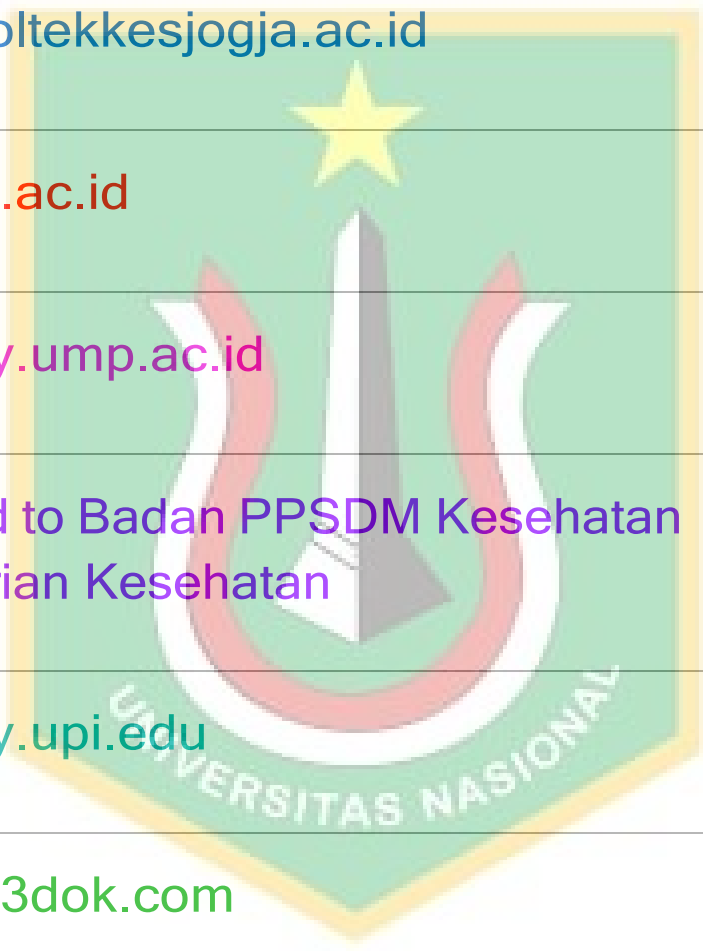 oltekkesjogja.ac.id
.ac.id
y.ump.ac.id
d to Badan PPSDM Kesehatan
rian Kesehatan
y.upi.edu
UNIVERSITAS NASIONAL
3dok.com